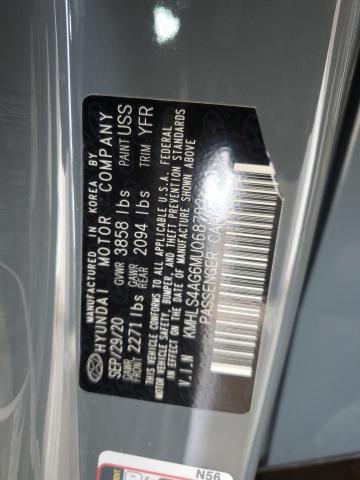 MANUFACTURED IN KOREA BY
HYUNDAI MOTOR COMPANY
SEP/29/20 GVWR 3858 lbs PAINT USS
GAWR FRONT 2271 lbs GAWR REAR 2094 lbs TRIM YFR
THIS VEHICLE CONFORMS TO ALL APPLICABLE U.S.A. FEDERAL
MOTOR VEHICLE SAFETY, BUMPER, AND THEFT PREVENTION STANDARDS
IN EFFECT ON THE DATE OF MANUFACTURE SHOWN ABOVE
V.I.N
PASSENGER CAR
N56